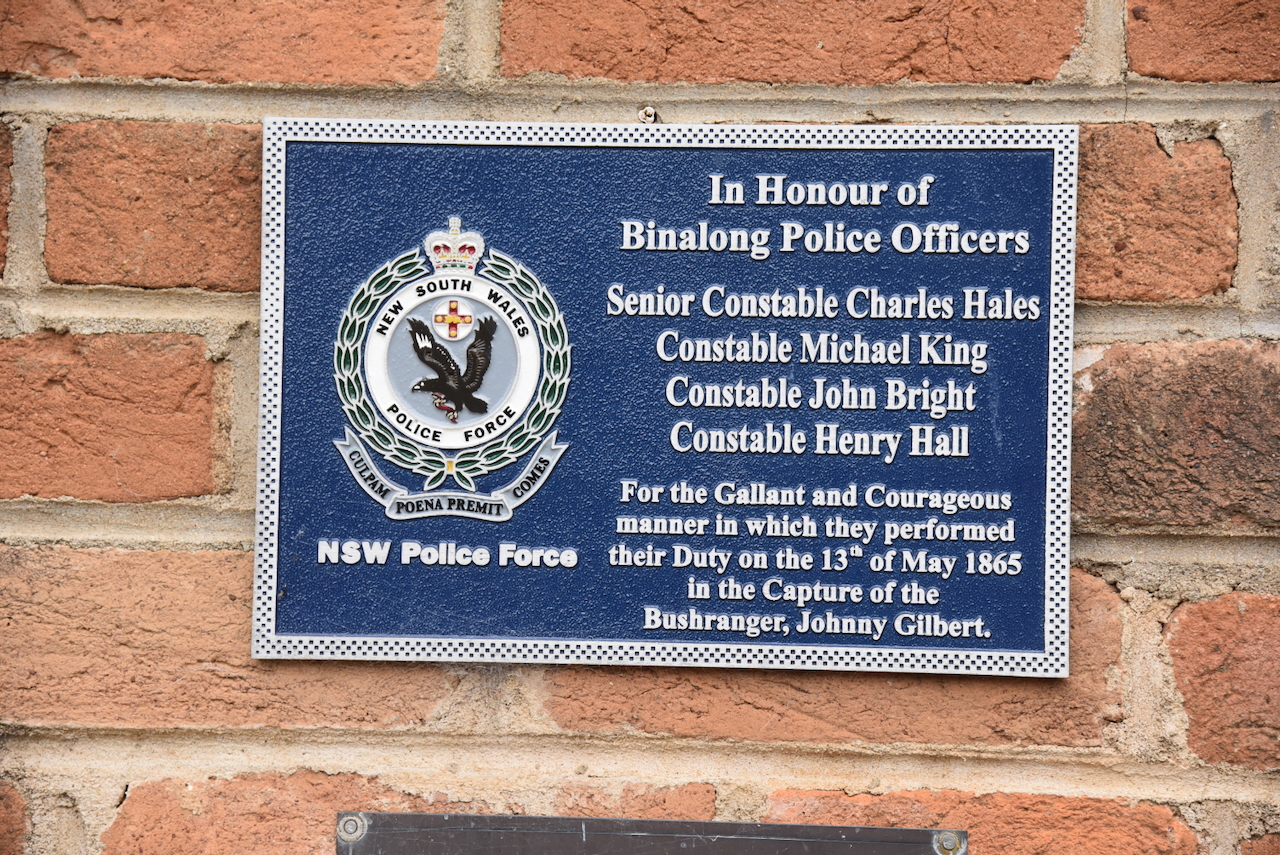 In Honour of
Binalong Police Officers
Senior Constable Charles Hales
Constable Michael King
Constable John Bright
Constable Henry Hall
For the Gallant and Courageous
manner in which they performed
their Duty on the 13th of May 1865
in the Capture of the
Bushranger, Johnny Gilbert.
NEW SOUTH WALES
POLICE FORCE
CULPAM POENA PREMIT COMES
NSW Police Force